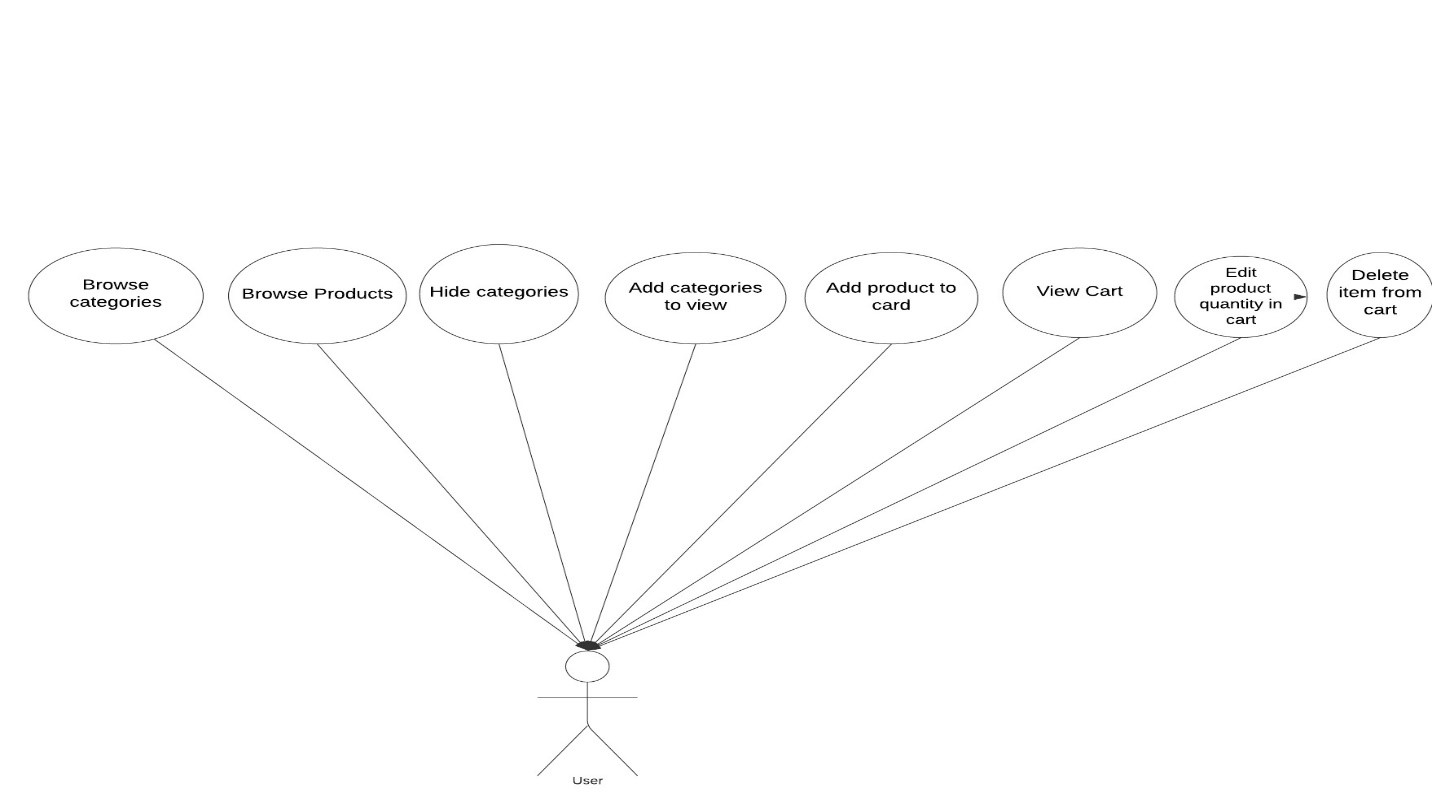 Browse
categories
Browse Products
Hide categories
Add categories
to view
Add product to
card
View Cart
Edit
product
quantity in
cart
Delete
item from
cart
User